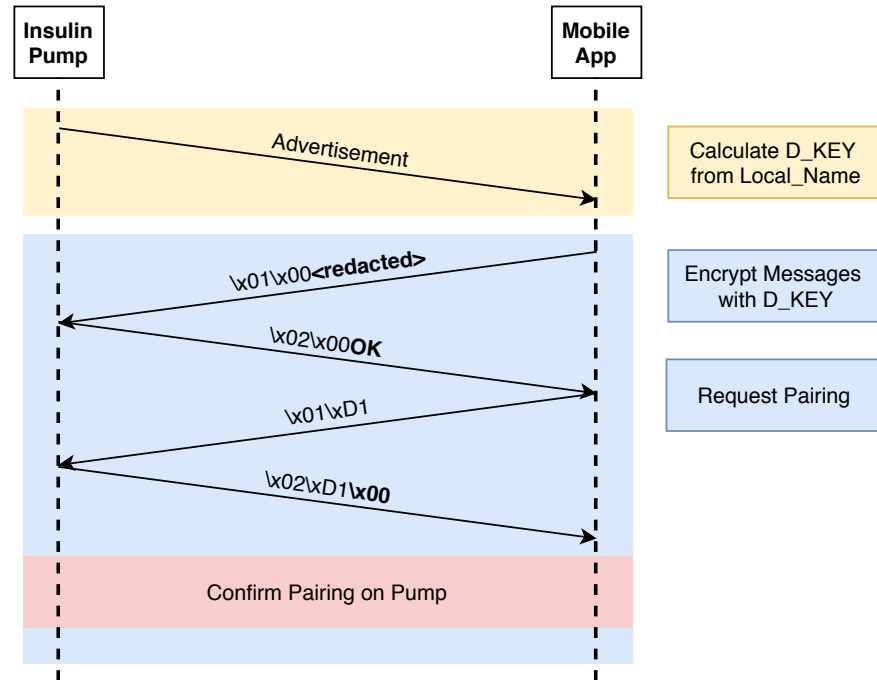 Insulin
Pump
Mobile
App
Advertisement
Calculate D_KEY
from Local_Name
\x01\x00<redacted>
Encrypt Messages
with D_KEY
\x02\x00OK
Request Pairing
\x01\xD1
\x02\xD1\x00
Confirm Pairing on Pump